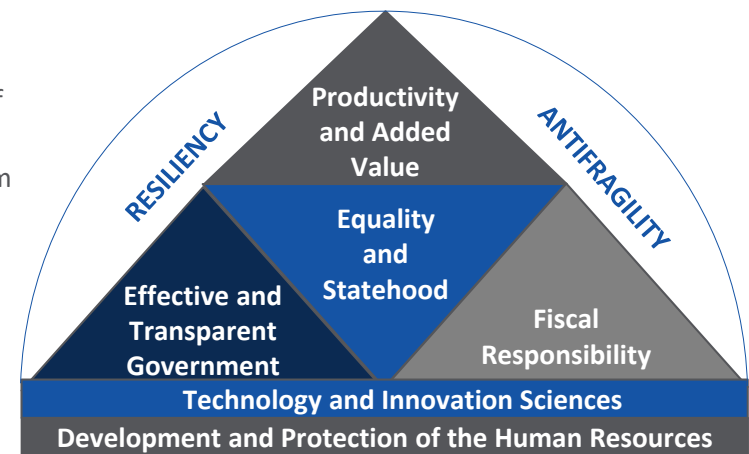 Productivity
and Added
Value
RESILIENCY
ANTIFRAGILITY
Equality
and
Statehood
Effective and
Transparent
Government
Fiscal
Responsibility
Technology and Innovation Sciences
Development and Protection of the Human Resources